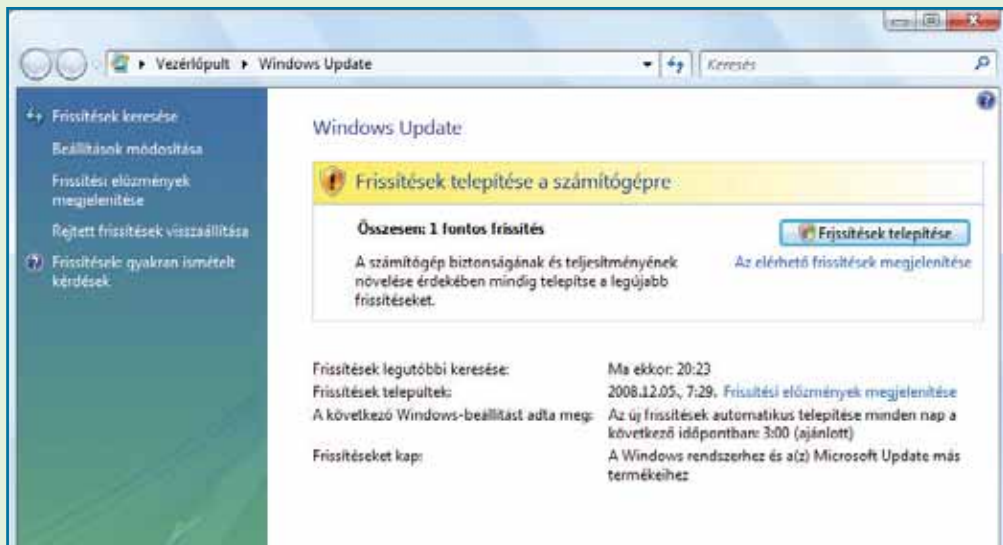 Vezérlőpult ▸ Windows Update
Keresés
Frissítések keresése
Beállítások módosítása
Frissítési előzmények
megjelenítése
Rejtett frissítések visszaállítása
Frissítések: gyakran ismételt
kérdések
Windows Update
Frissítések telepítése a számítógépre
Összesen: 1 fontos frissítés
Frissítések telepítése
A számítógép biztonságának és teljesítményének
növelése érdekében mindig telepítse a legújabb
frissítéseket.
Az elérhető frissítések megjelenítése
Frissítések legutóbbi keresése: Ma ekkor: 20:23
Frissítések települtek: 2008.12.05., 7:29. Frissítési előzmények megjelenítése
A következő Windows-beállítást adta meg: Az új frissítések automatikus telepítése minden nap a
következő időpontban: 3:00 (ajánlott)
Frissítéseket kap: A Windows rendszerhez és a(z) Microsoft Update más
termékeihez